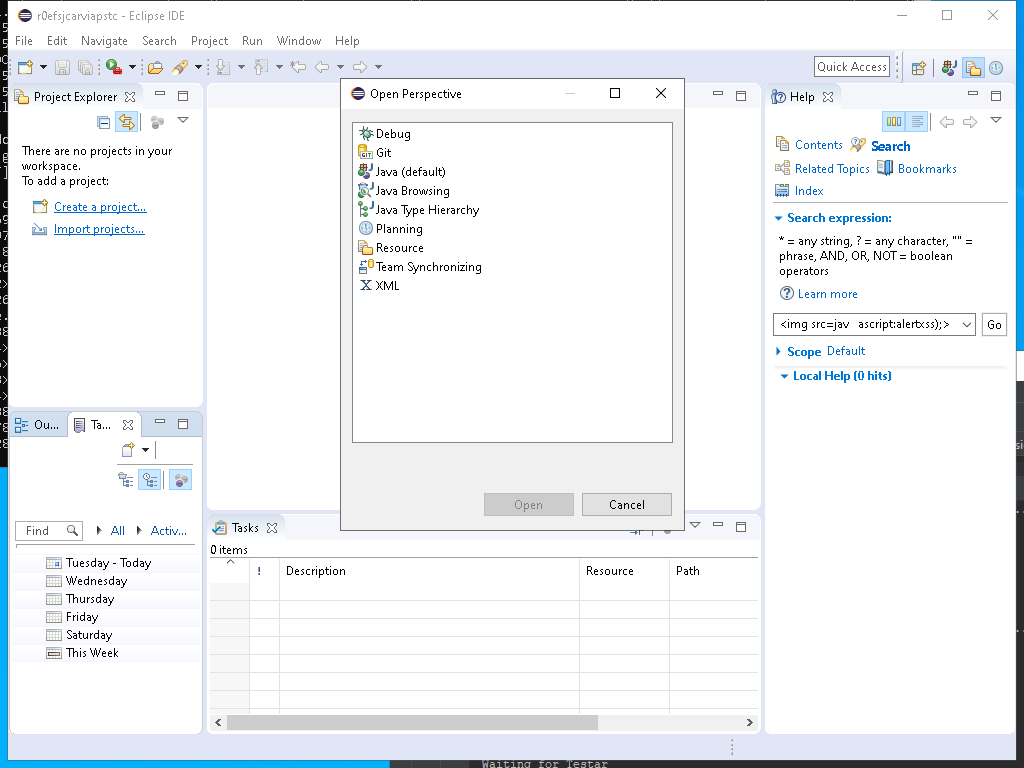 r0efsjcarviapstc - Eclipse IDE
File Edit Navigate Search Project Run Window Help
Quick Access
Project Explorer
There are no projects in your
workspace.
To add a project:
Create a project...
Import projects...
Ou...
Ta...
Find
All
Activ...
Tuesday - Today
Wednesday
Thursday
Friday
Saturday
This Week
Open Perspective
Debug
Git
Java (default)
Java Browsing
Java Type Hierarchy
Planning
Resource
Team Synchronizing
XML
Open
Cancel
Tasks
0 items
! Description Resource Path
Help
Contents
Search
Related Topics
Bookmarks
Index
Search expression:
* = any string, ? = any character, "" =
phrase, AND, OR, NOT = boolean
operators
Learn more
<img src=jav ascript:alertxss);>
Go
Scope Default
Local Help (0 hits)
Waiting for Testar